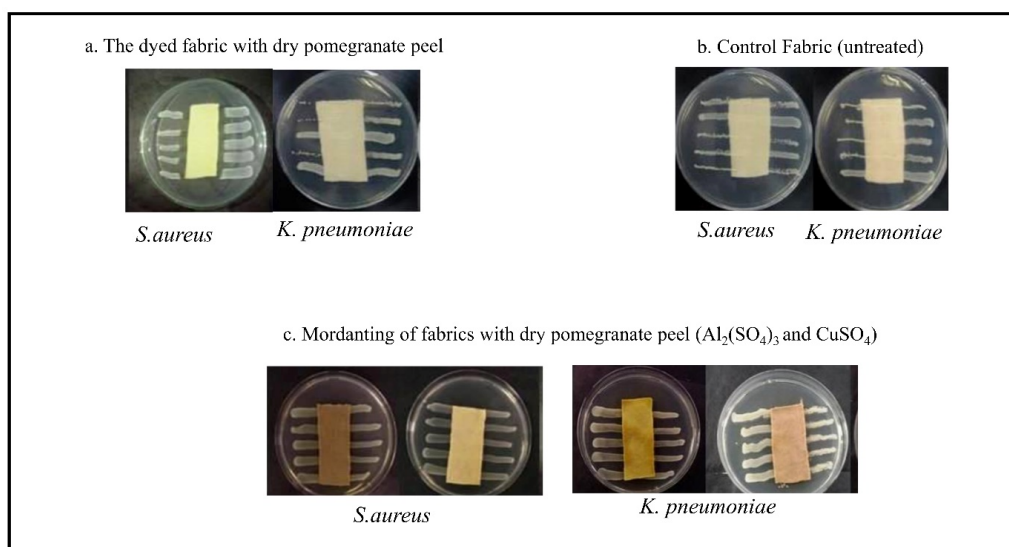 a. The dyed fabric with dry pomegranate peel
b. Control Fabric (untreated)
S.aureus
K. pneumoniae
S.aureus
K. pneumoniae
c. Mordanting of fabrics with dry pomegranate peel (Al₂(SO₄)₃ and CuSO₄)
S.aureus
K. pneumoniae